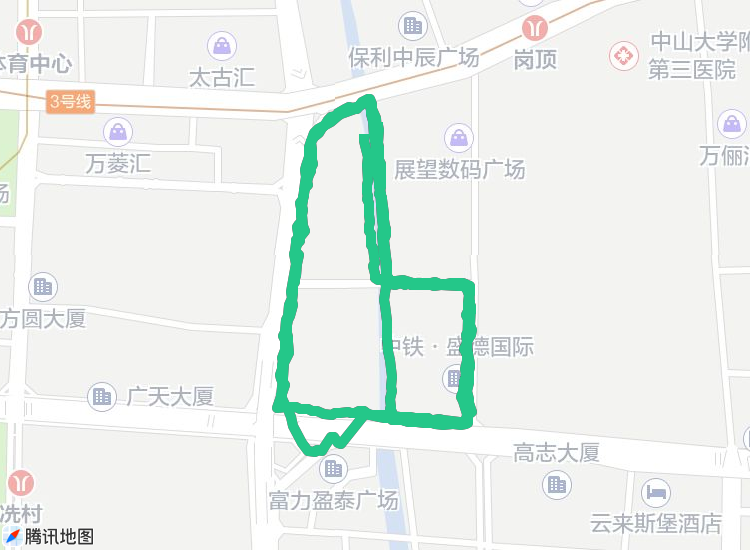 保利中辰广场
岗顶
中山大学附
第三医院
体育中心
太古汇
3号线
万菱汇
展望数码广场
万俪汇
场
方圆大厦
中铁·盛德国际
广天大厦
高志大厦
富力盈泰广场
云来斯堡酒店
冼村
腾讯地图